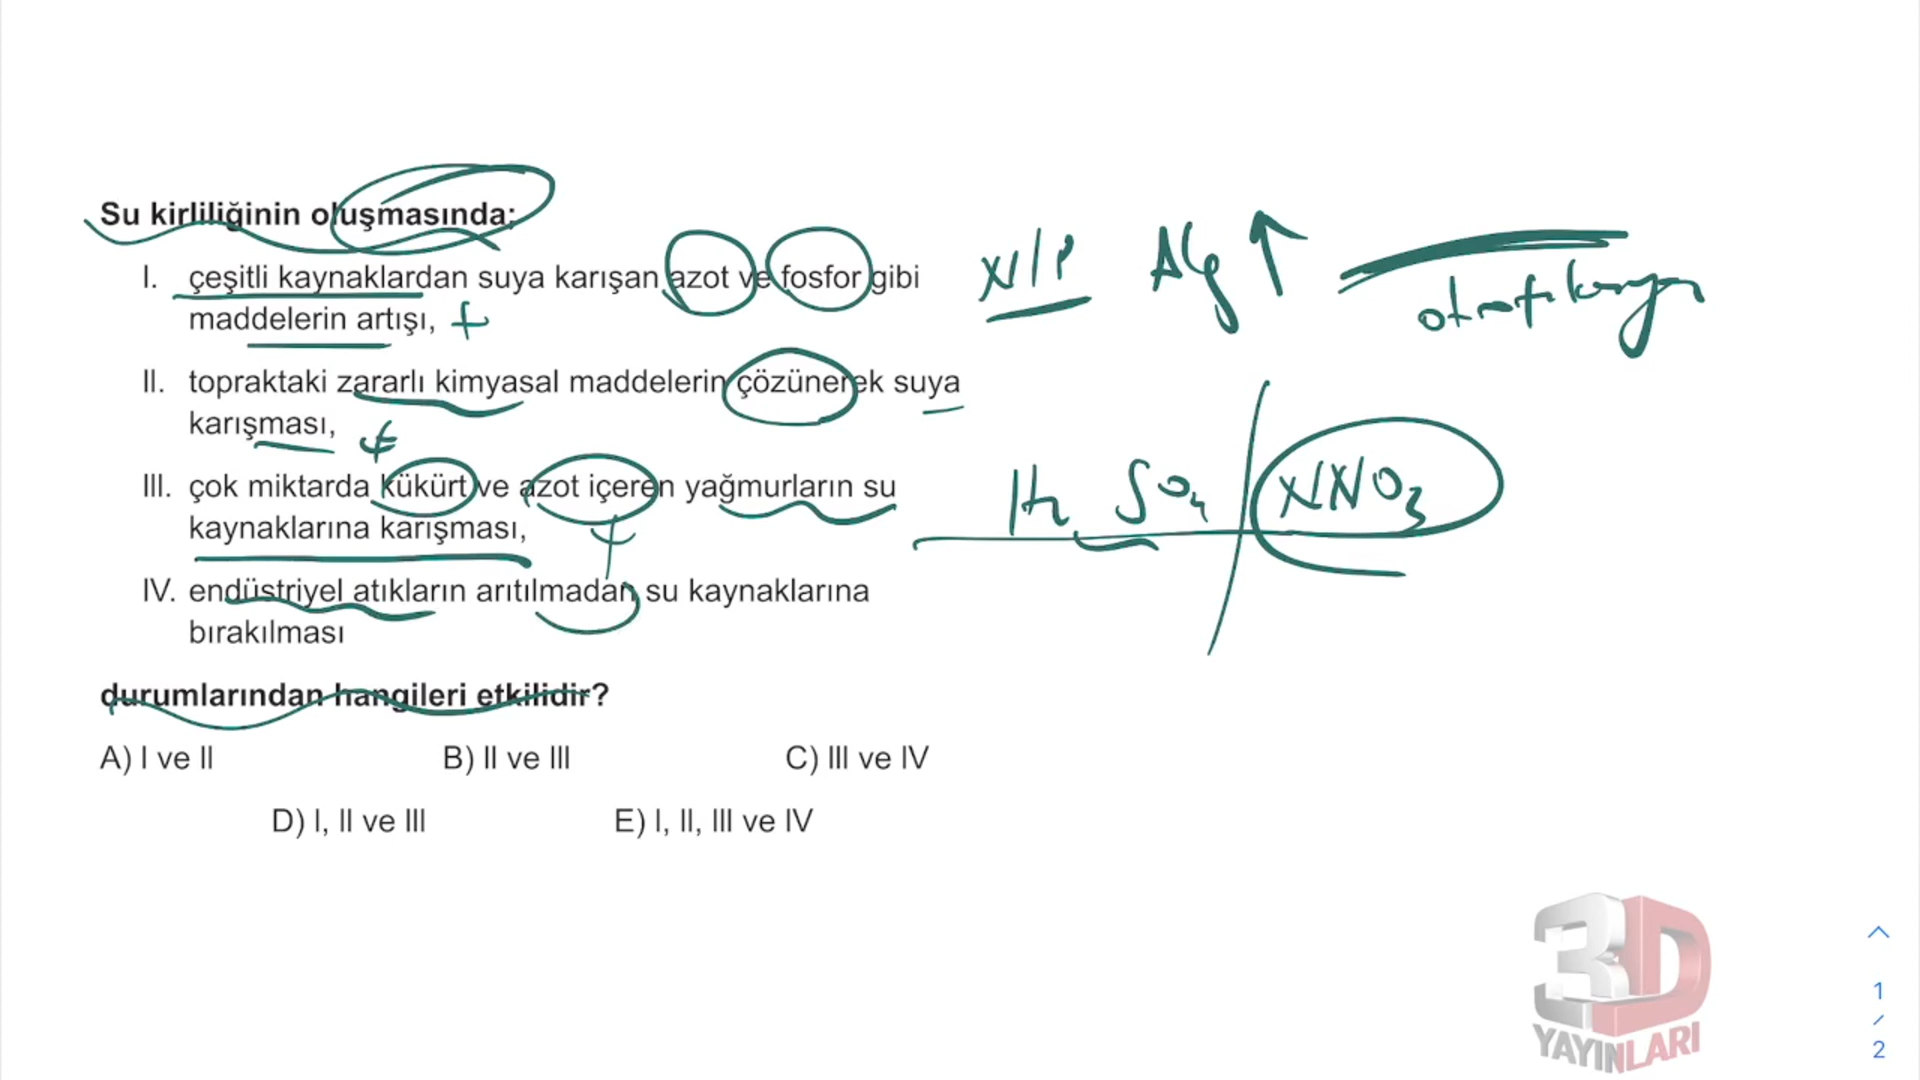 Su kirliliğinin oluşmasında;
I. çeşitli kaynaklardan suya karışan azot ve fosfor gibi
maddelerin artışı, +
N/P Alg ↑
II. topraktaki zararlı kimyasal maddelerin çözünerek suya
karışması, +
III. çok miktarda kükürt ve azot içeren yağmurların su
kaynaklarına karışması, +
H₂ SO₄
IV. endüstriyel atıkların arıtılmadan su kaynaklarına
bırakılması
durumlarından hangileri etkilidir?
A) I ve II B) II ve III C) III ve IV
D) I, II ve III E) I, II, III ve IV
3D
YAYINLARI
1
/
2